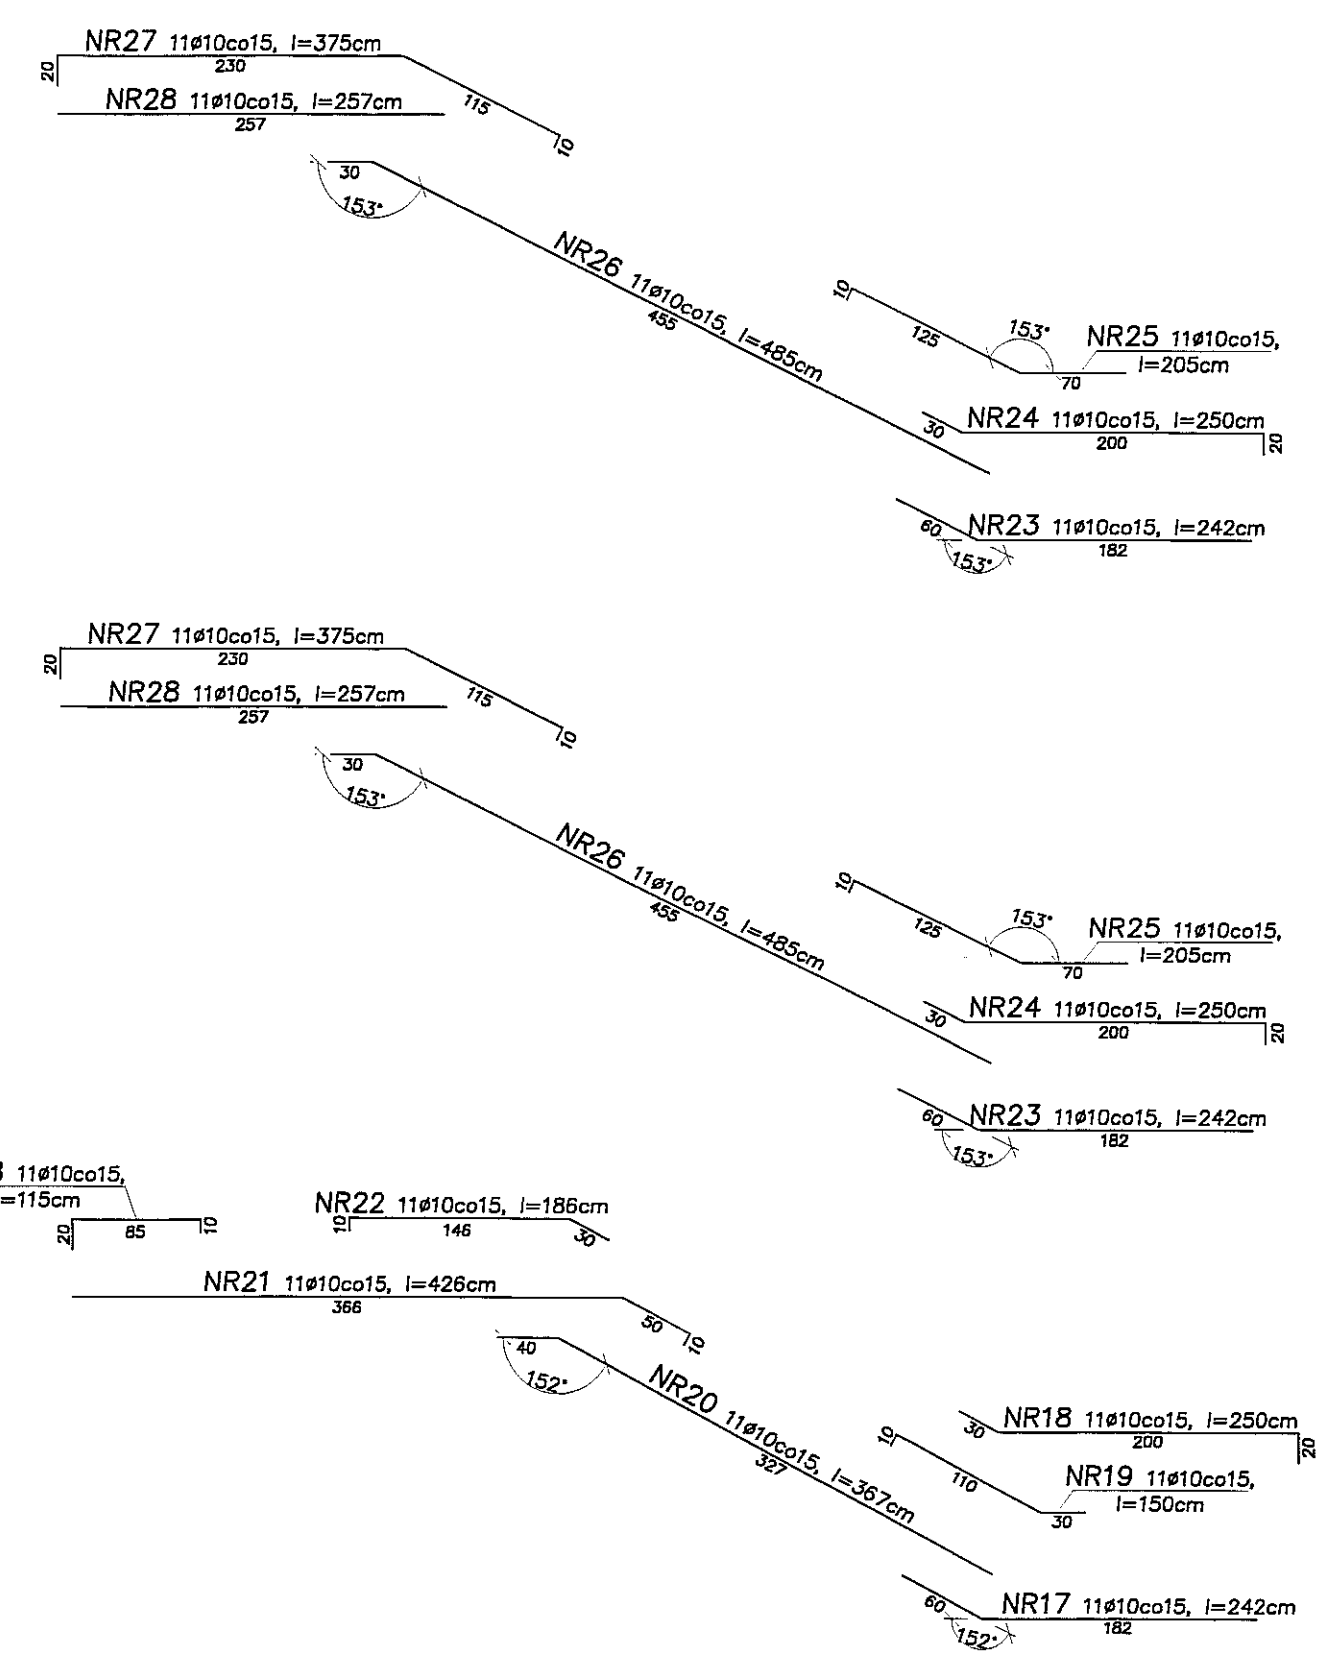 NR27 11ø10co15, l=375cm
20
230
115
10
NR28 11ø10co15, l=257cm
257
30
153°
NR26 11ø10co15, l=485cm
455
10
125
153°
NR25 11ø10co15,
l=205cm
70
NR24 11ø10co15, l=250cm
30
200
20
NR23 11ø10co15, l=242cm
60
182
153°
NR27 11ø10co15, l=375cm
20
230
115
10
NR28 11ø10co15, l=257cm
257
30
153°
NR26 11ø10co15, l=485cm
455
10
125
153°
NR25 11ø10co15,
l=205cm
70
NR24 11ø10co15, l=250cm
30
200
20
NR23 11ø10co15, l=242cm
60
182
153°
11ø10co15,
=115cm
20
85
10
NR22 11ø10co15, l=186cm
10
146
30
NR21 11ø10co15, l=426cm
366
50
10
40
152°
NR20 11ø10co15, l=367cm
327
NR18 11ø10co15, l=250cm
30
200
20
10
110
NR19 11ø10co15,
l=150cm
30
NR17 11ø10co15, l=242cm
60
182
152°